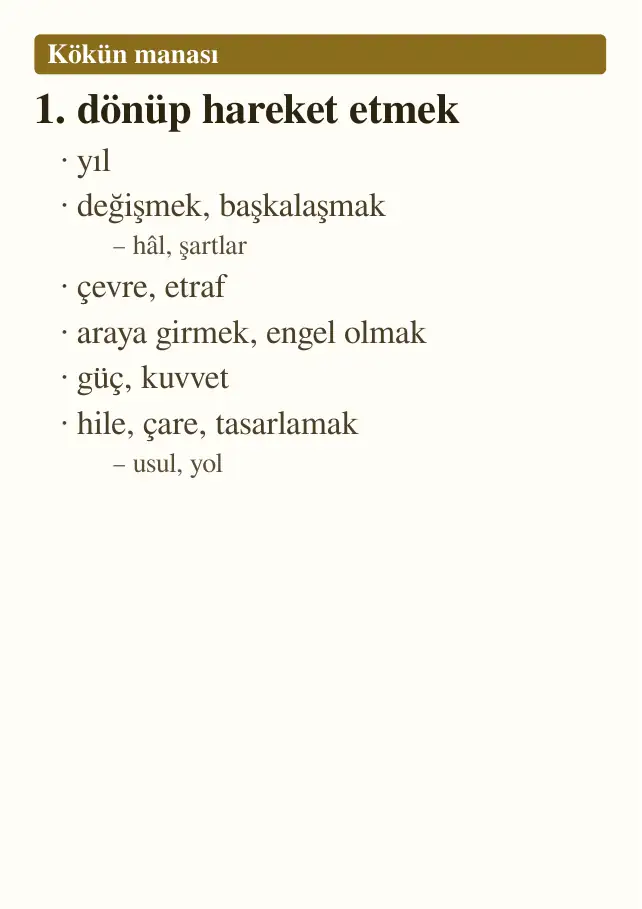 Kökün manası
1. dönüp hareket etmek
· yıl
· değişmek, başkalaşmak
– hâl, şartlar
· çevre, etraf
· araya girmek, engel olmak
· güç, kuvvet
· hile, çare, tasarlamak
– usul, yol